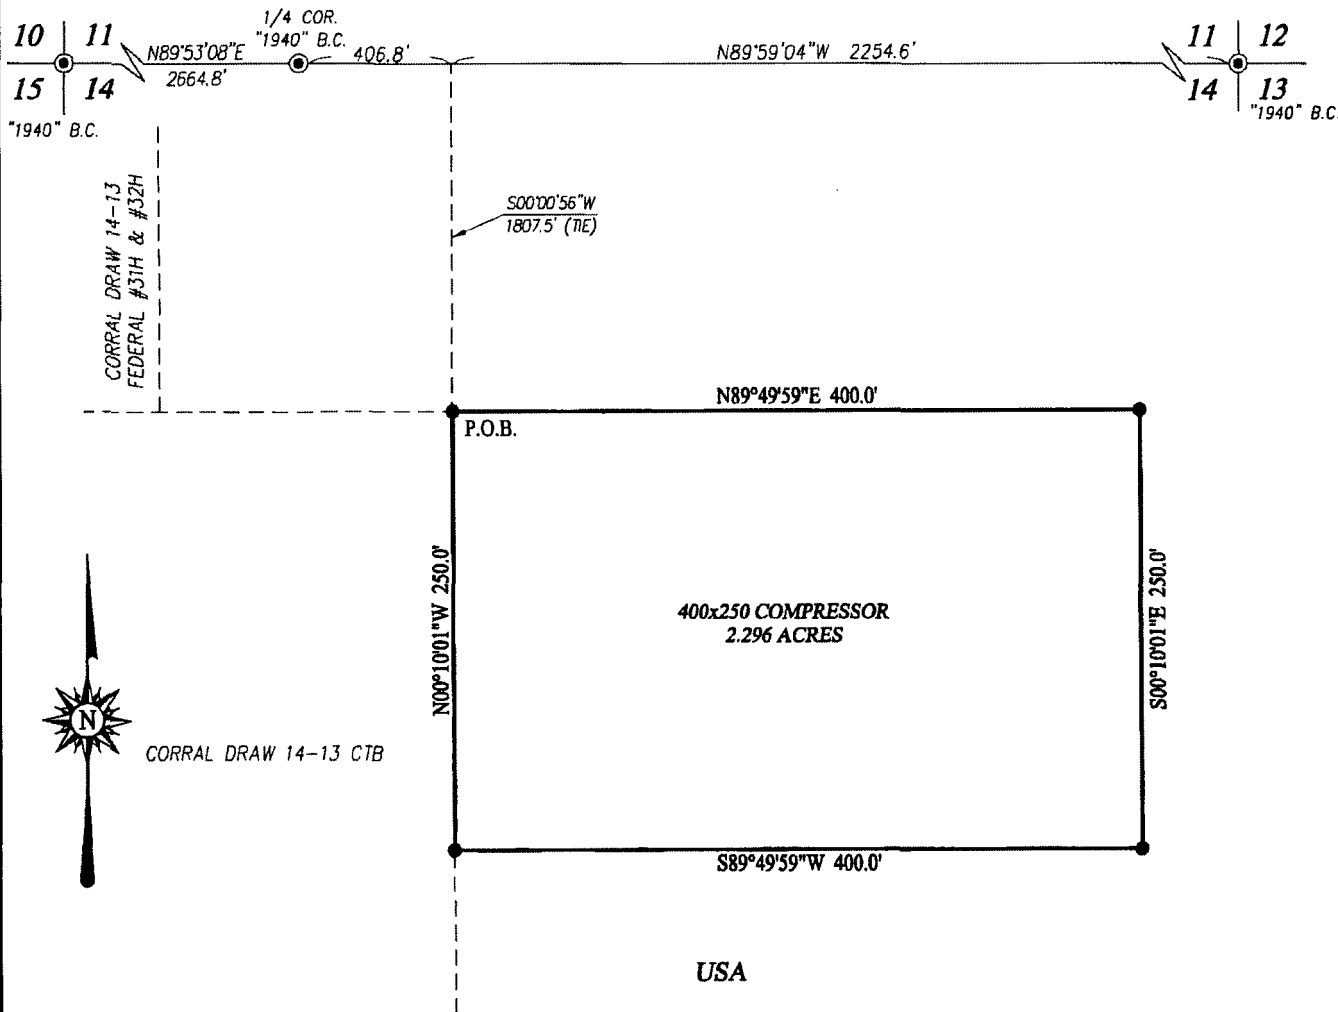 1/4 COR.
"1940" B.C.
10 11
15 14
"1940" B.C.
N89°53'08"E
2664.8'
406.8'
N89°59'04"W 2254.6'
11 12
14 13
"1940" B.C.
CORRAL DRAW 14-13
FEDERAL #31H & #32H
S00°00'56"W
1807.5' (TIE)
N89°49'59"E 400.0'
P.O.B.
N00°10'01"W 250.0'
400x250 COMPRESSOR
2.296 ACRES
S00°10'01"E 250.0'
N
CORRAL DRAW 14-13 CTB
S89°49'59"W 400.0'
USA